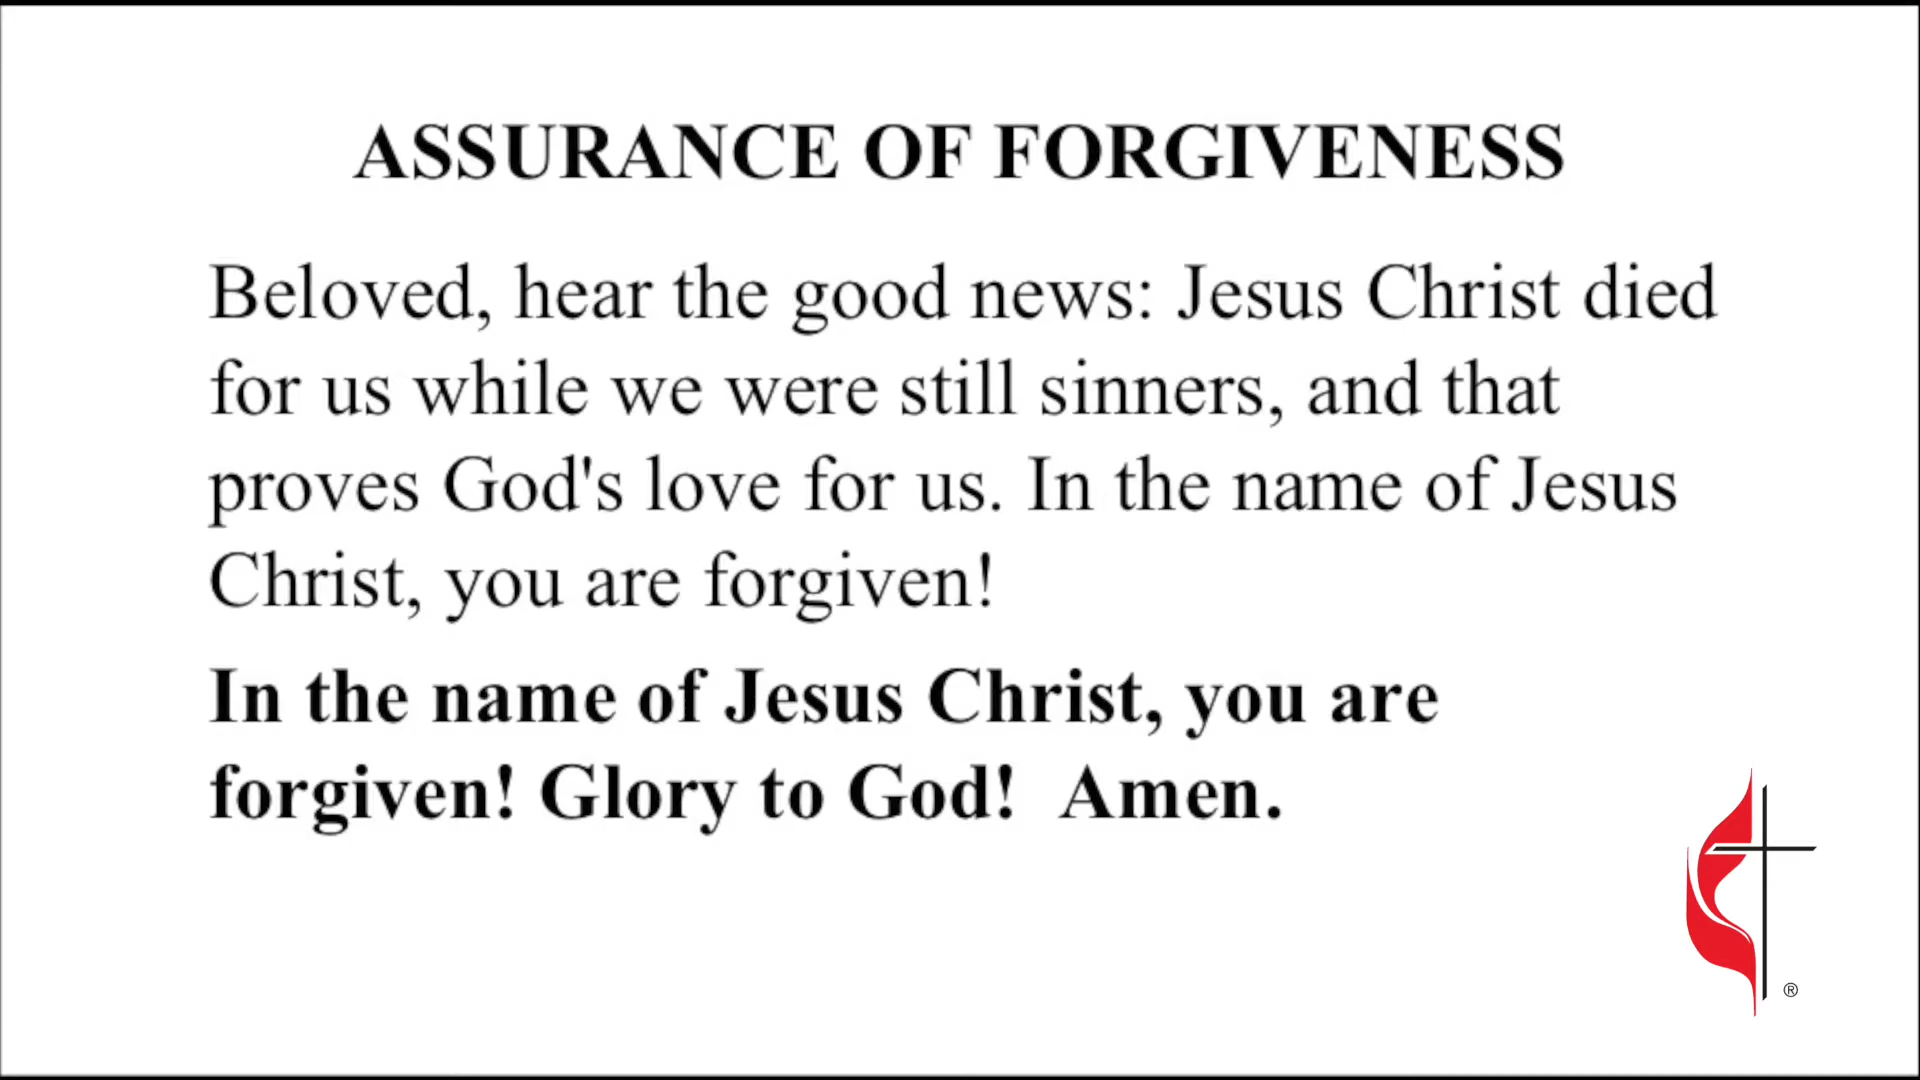 ASSURANCE OF FORGIVENESS
Beloved, hear the good news: Jesus Christ died
for us while we were still sinners, and that
proves God's love for us. In the name of Jesus
Christ, you are forgiven!
In the name of Jesus Christ, you are
forgiven! Glory to God!  Amen.
®